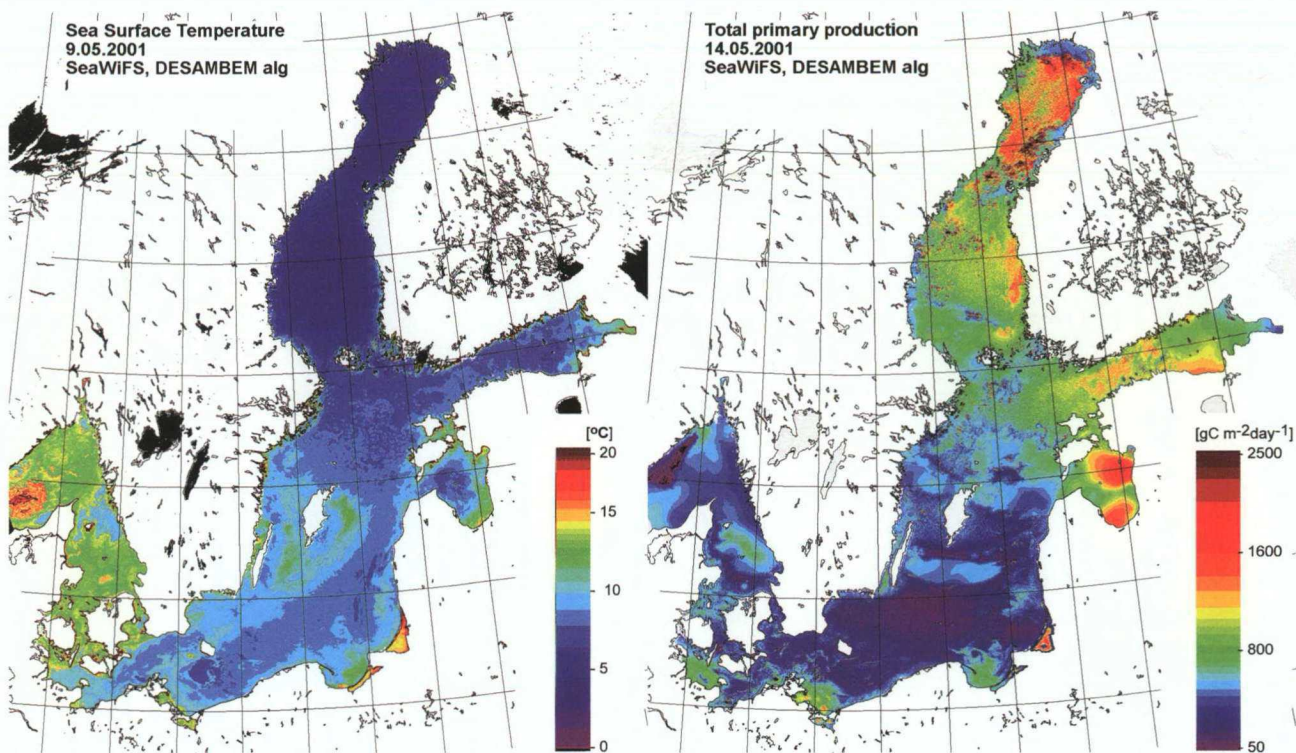 Sea Surface Temperature
9.05.2001
SeaWiFS, DESAMBEM alg
Total primary production
14.05.2001
SeaWiFS, DESAMBEM alg
[ºC]
20
15
10
5
0
[gC m⁻²day⁻¹]
2500
1600
800
50